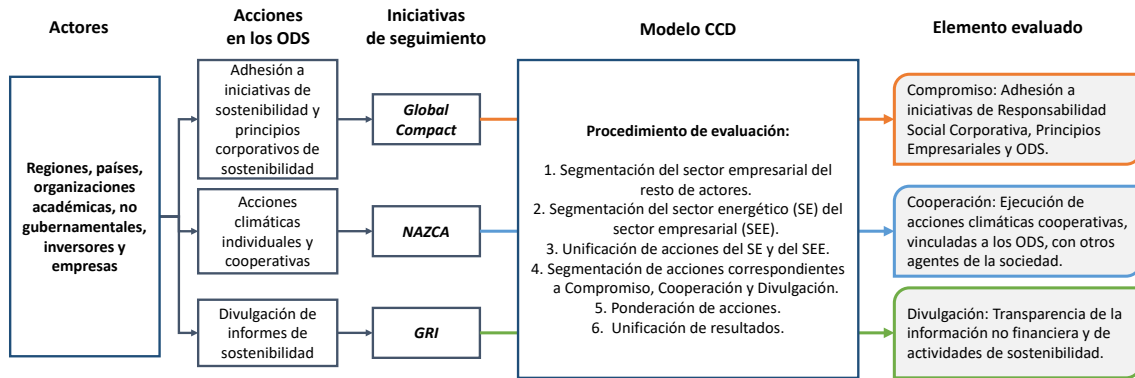 Actores
Acciones
en los ODS
Iniciativas
de seguimiento
Modelo CCD
Elemento evaluado
Regiones, países,
organizaciones
académicas, no
gubernamentales,
inversores y
empresas
Adhesión a
iniciativas de
sostenibilidad y
principios
corporativos de
sostenibilidad
Acciones
climáticas
individuales y
cooperativas
Divulgación de
informes de
sostenibilidad
Global
Compact
NAZCA
GRI
Procedimiento de evaluación:
1. Segmentación del sector empresarial del
resto de actores.
2. Segmentación del sector energético (SE) del
sector empresarial (SEE).
3. Unificación de acciones del SE y del SEE.
4. Segmentación de acciones correspondientes
a Compromiso, Cooperación y Divulgación.
5. Ponderación de acciones.
6. Unificación de resultados.
Compromiso: Adhesión a
iniciativas de Responsabilidad
Social Corporativa, Principios
Empresariales y ODS.
Cooperación: Ejecución de
acciones climáticas cooperativas,
vinculadas a los ODS, con otros
agentes de la sociedad.
Divulgación: Transparencia de la
información no financiera y de
actividades de sostenibilidad.